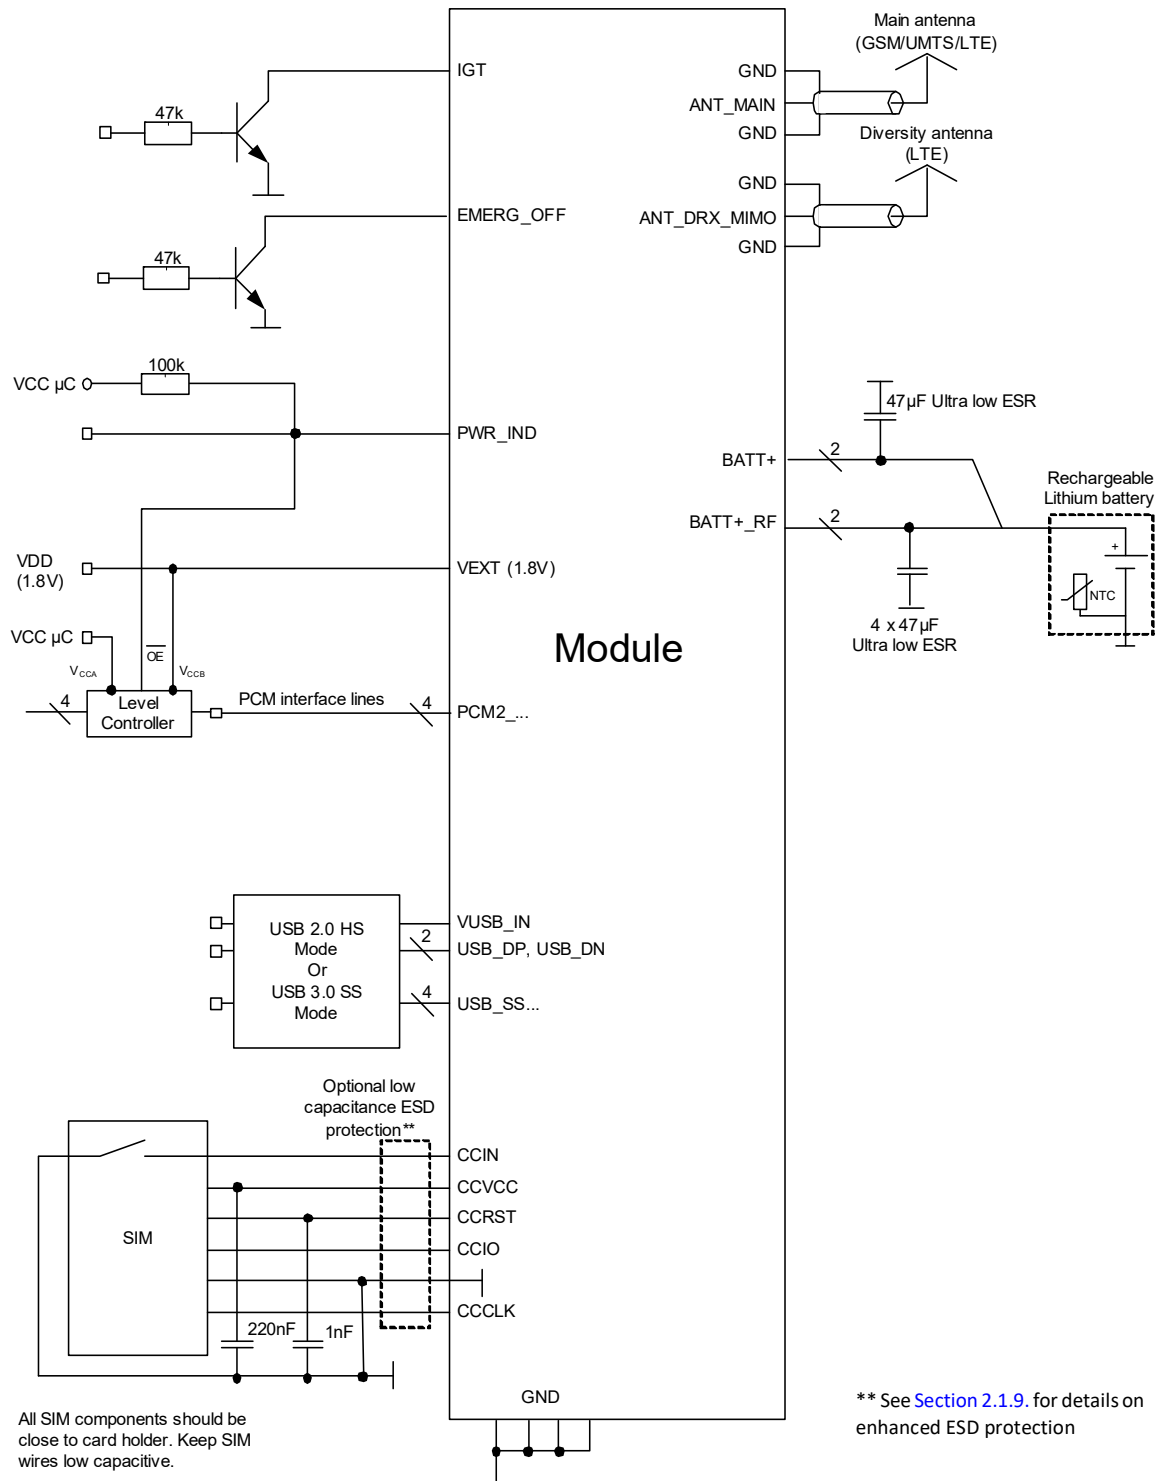 Main antenna
(GSM/UMTS/LTE)
IGT
GND
47k
ANT_MAIN
GND
Diversity antenna
(LTE)
GND
EMERG_OFF
ANT_DRX_MIMO
GND
47k
100k
VCC µC
47µF Ultra low ESR
PWR_IND
BATT+
2
Rechargeable
Lithium battery
BATT+_RF
2
+
VDD
(1.8V)
VEXT (1.8V)
NTC
4 x 47µF
Ultra low ESR
VCC µC
OE
VCCA
VCCB
Module
4
Level
Controller
PCM interface lines
4
PCM2_...
USB 2.0 HS
Mode
Or
USB 3.0 SS
Mode
VUSB_IN
2
USB_DP, USB_DN
4
USB_SS...
Optional low
capacitance ESD
protection**
CCIN
CCVCC
CCRST
SIM
CCIO
CCCLK
220nF
1nF
GND
All SIM components should be
close to card holder. Keep SIM
wires low capacitive.
** See Section 2.1.9. for details on
enhanced ESD protection